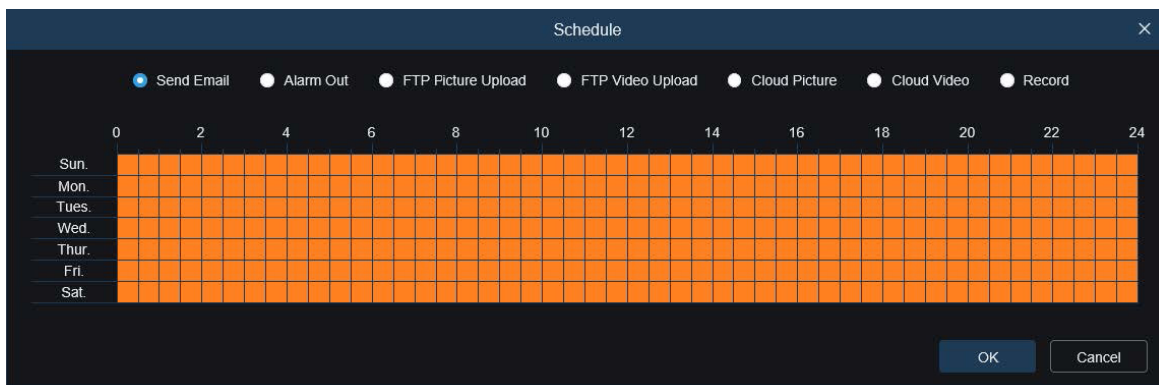 Schedule
Send Email Alarm Out FTP Picture Upload FTP Video Upload Cloud Picture Cloud Video Record
0 2 4 6 8 10 12 14 16 18 20 22 24
Sun.
Mon.
Tues.
Wed.
Thur.
Fri.
Sat.
OK Cancel